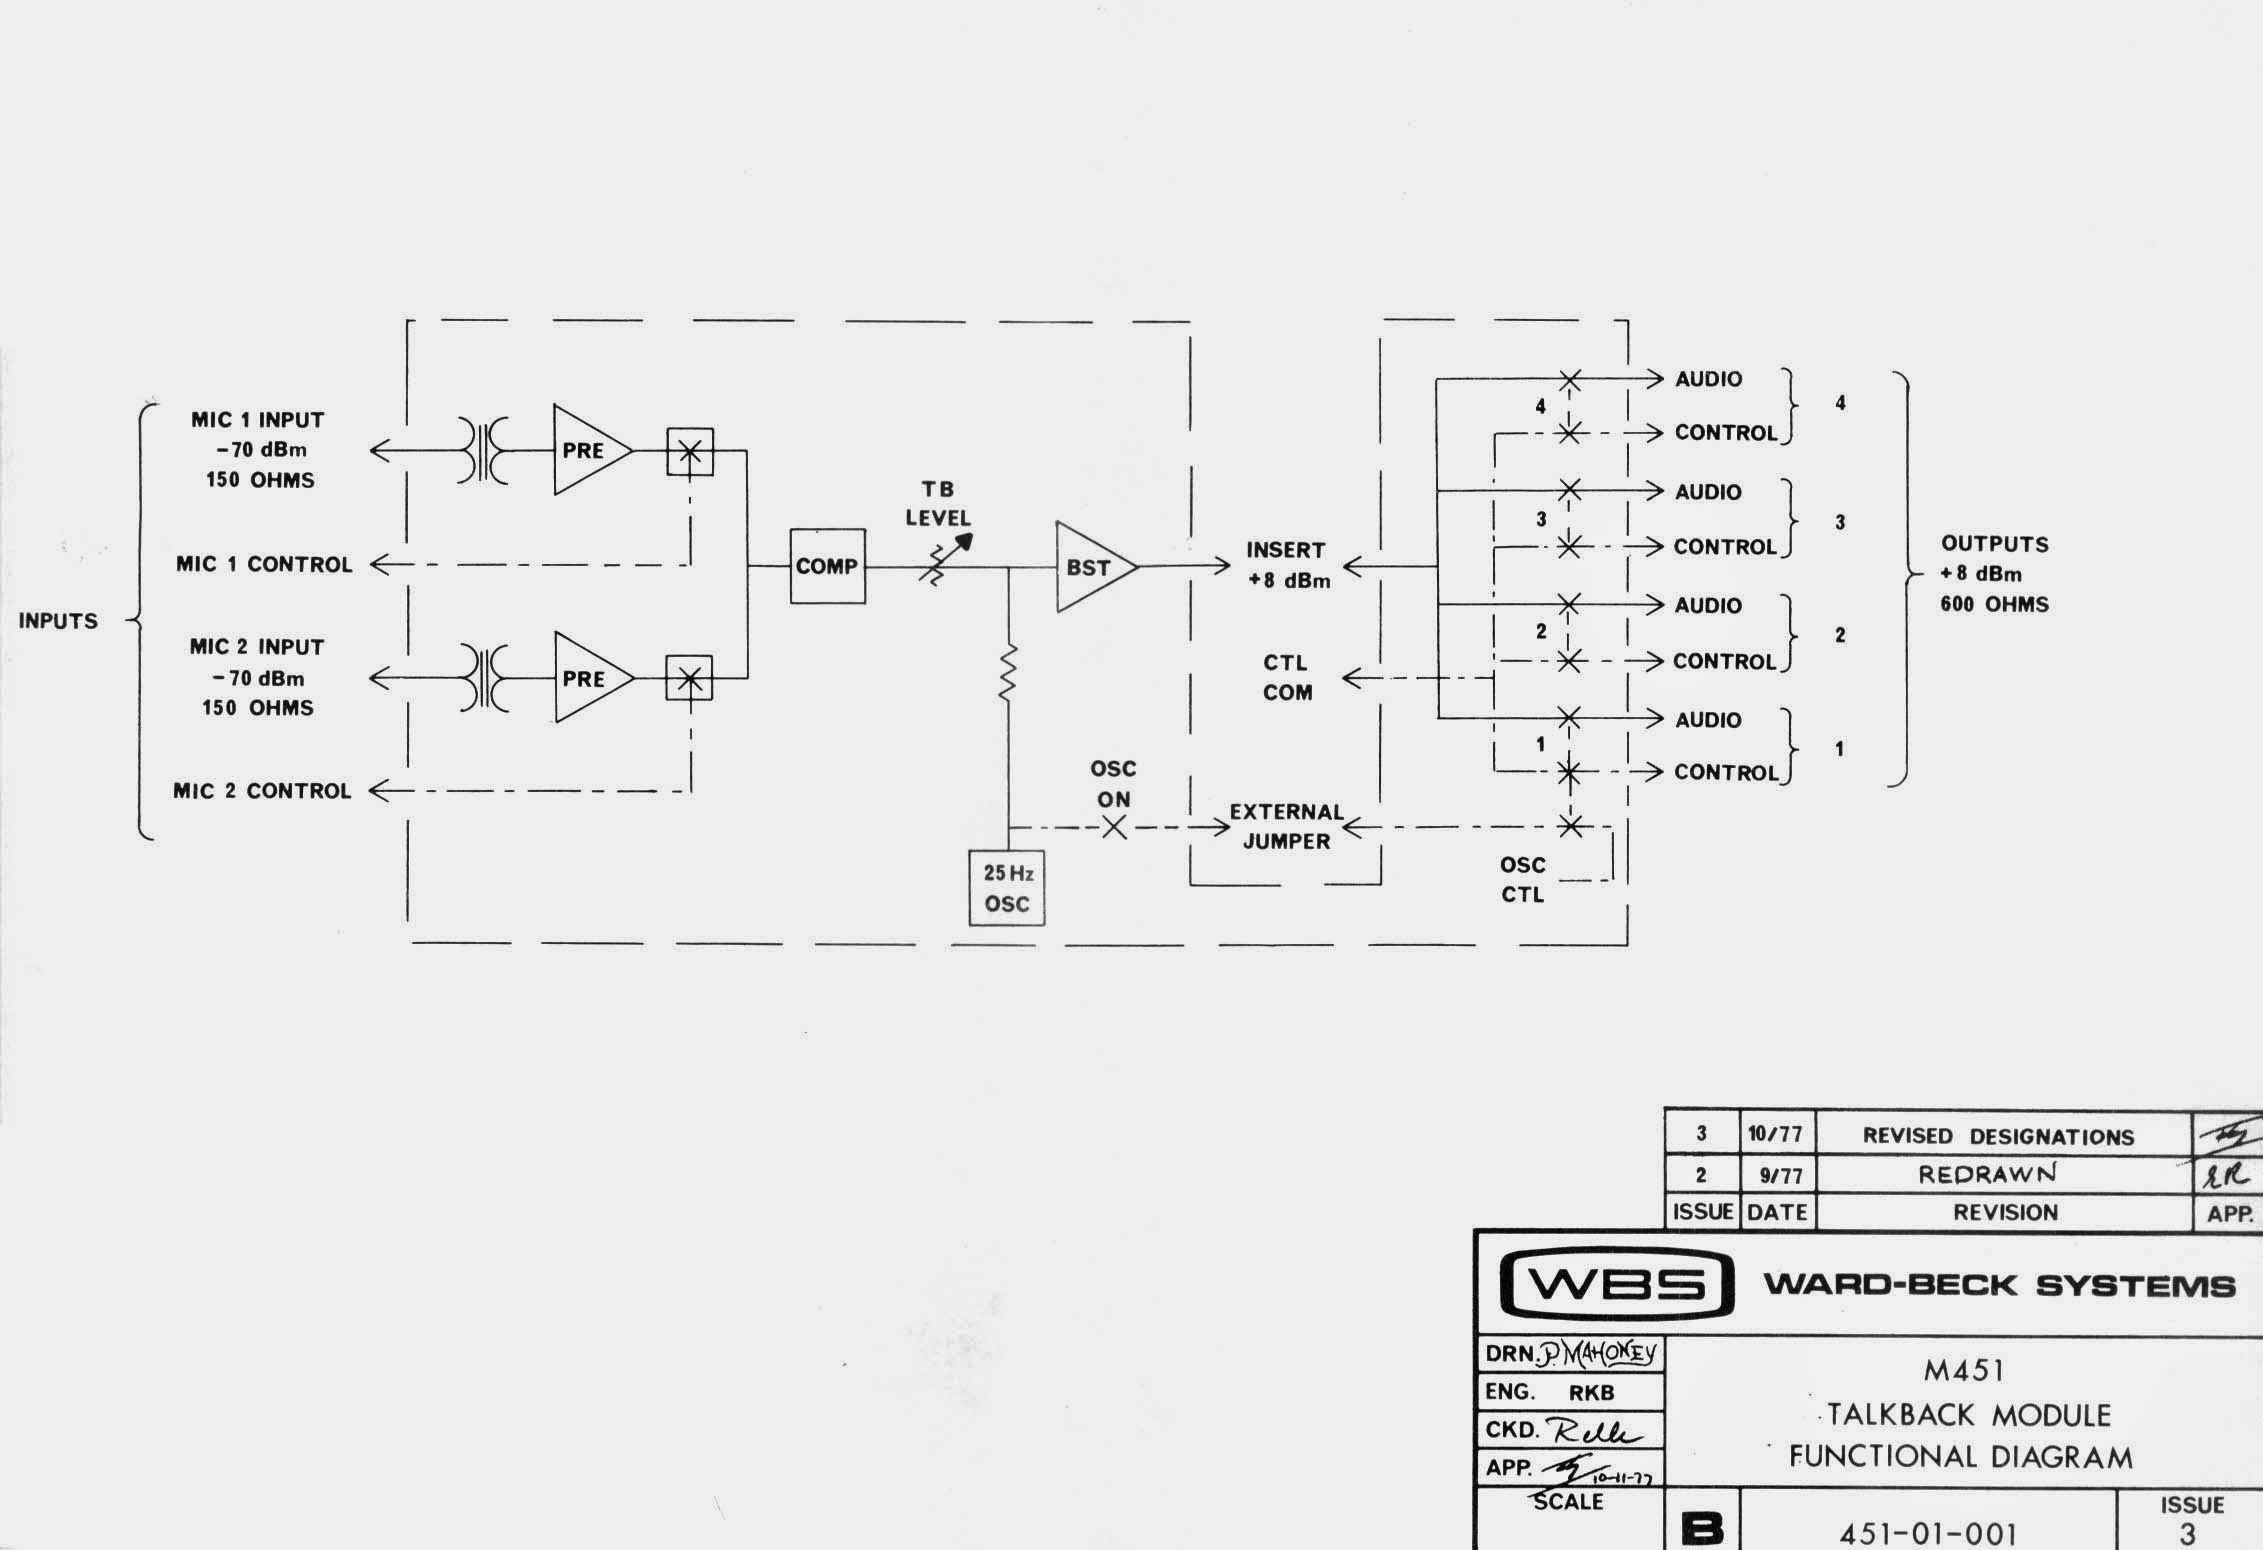 INPUTS
MIC 1 INPUT
-70 dBm
150 OHMS
MIC 1 CONTROL
MIC 2 INPUT
-70 dBm
150 OHMS
MIC 2 CONTROL
PRE
PRE
COMP
TB
LEVEL
BST
25 Hz
OSC
OSC
ON
INSERT
+8 dBm
CTL
COM
EXTERNAL
JUMPER
4
3
2
1
OSC
CTL
AUDIO
CONTROL
4
AUDIO
CONTROL
3
AUDIO
CONTROL
2
AUDIO
CONTROL
1
OUTPUTS
+8 dBm
600 OHMS
3 10/77 REVISED DESIGNATIONS
2 9/77 REDRAWN ER
ISSUE DATE REVISION APP.
WBS WARD-BECK SYSTEMS
DRN. P. MAHONEY
ENG. RKB
CKD.
APP. 10-11-77
SCALE
M451
TALKBACK MODULE
FUNCTIONAL DIAGRAM
B
451-01-001
ISSUE
3